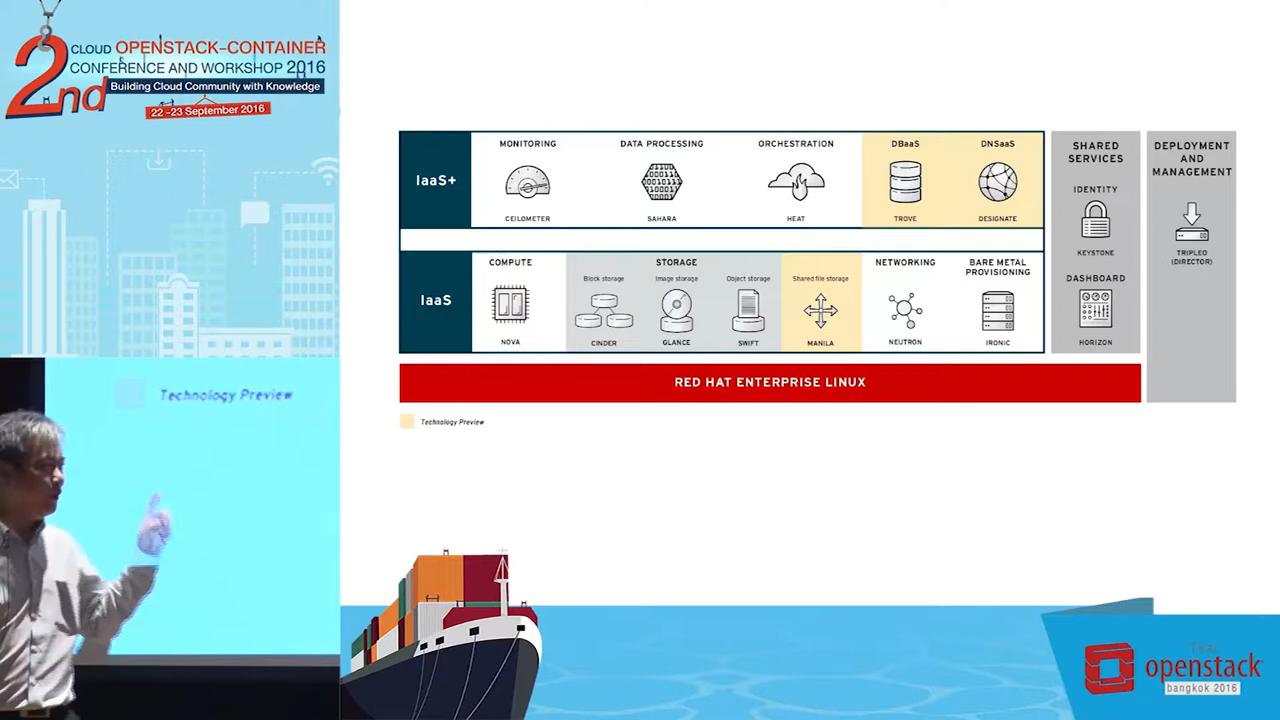 2nd
CLOUD OPENSTACK-CONTAINER
CONFERENCE AND WORKSHOP 2016
Building Cloud Community with Knowledge
22 -23 September 2016
Technology Preview
IaaS+
MONITORING
CEILOMETER
DATA PROCESSING
SAHARA
ORCHESTRATION
HEAT
DBaaS
TROVE
DNSaaS
DESIGNATE
IaaS
COMPUTE
NOVA
STORAGE
Block storage
CINDER
Image storage
GLANCE
Object storage
SWIFT
Shared file storage
MANILA
NETWORKING
NEUTRON
BARE METAL
PROVISIONING
IRONIC
SHARED
SERVICES
IDENTITY
KEYSTONE
DASHBOARD
HORIZON
DEPLOYMENT
AND
MANAGEMENT
TRIPLEO
(DIRECTOR)
RED HAT ENTERPRISE LINUX
Technology Preview
openstack
bangkok 2016